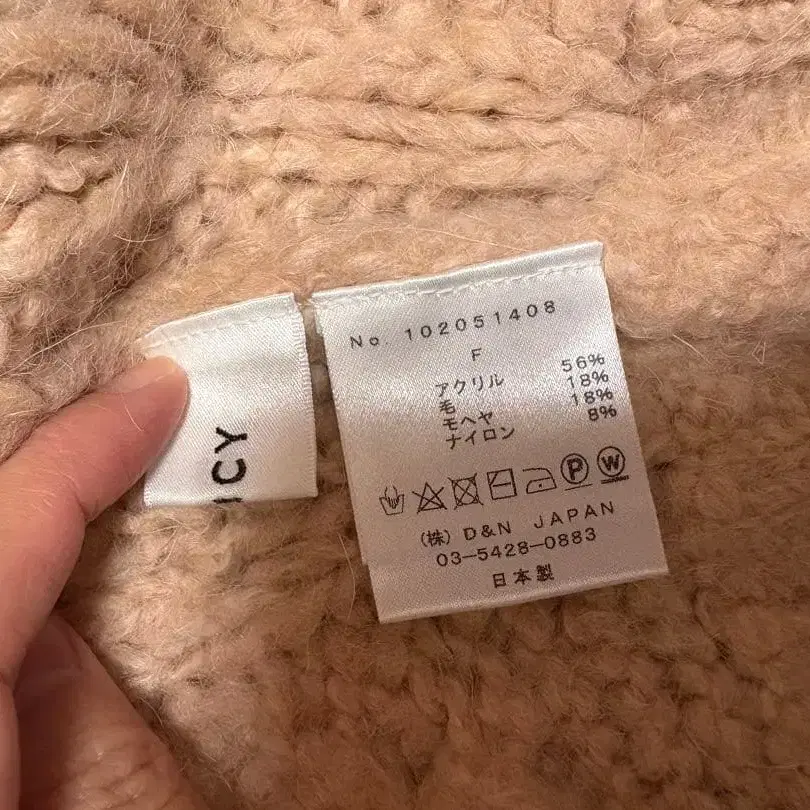 No. 102051408
F
アクリル 56%
毛 18%
モヘヤ 18%
ナイロン 8%
P W
(株) D&N JAPAN
03-5428-0883
日本製
ICY